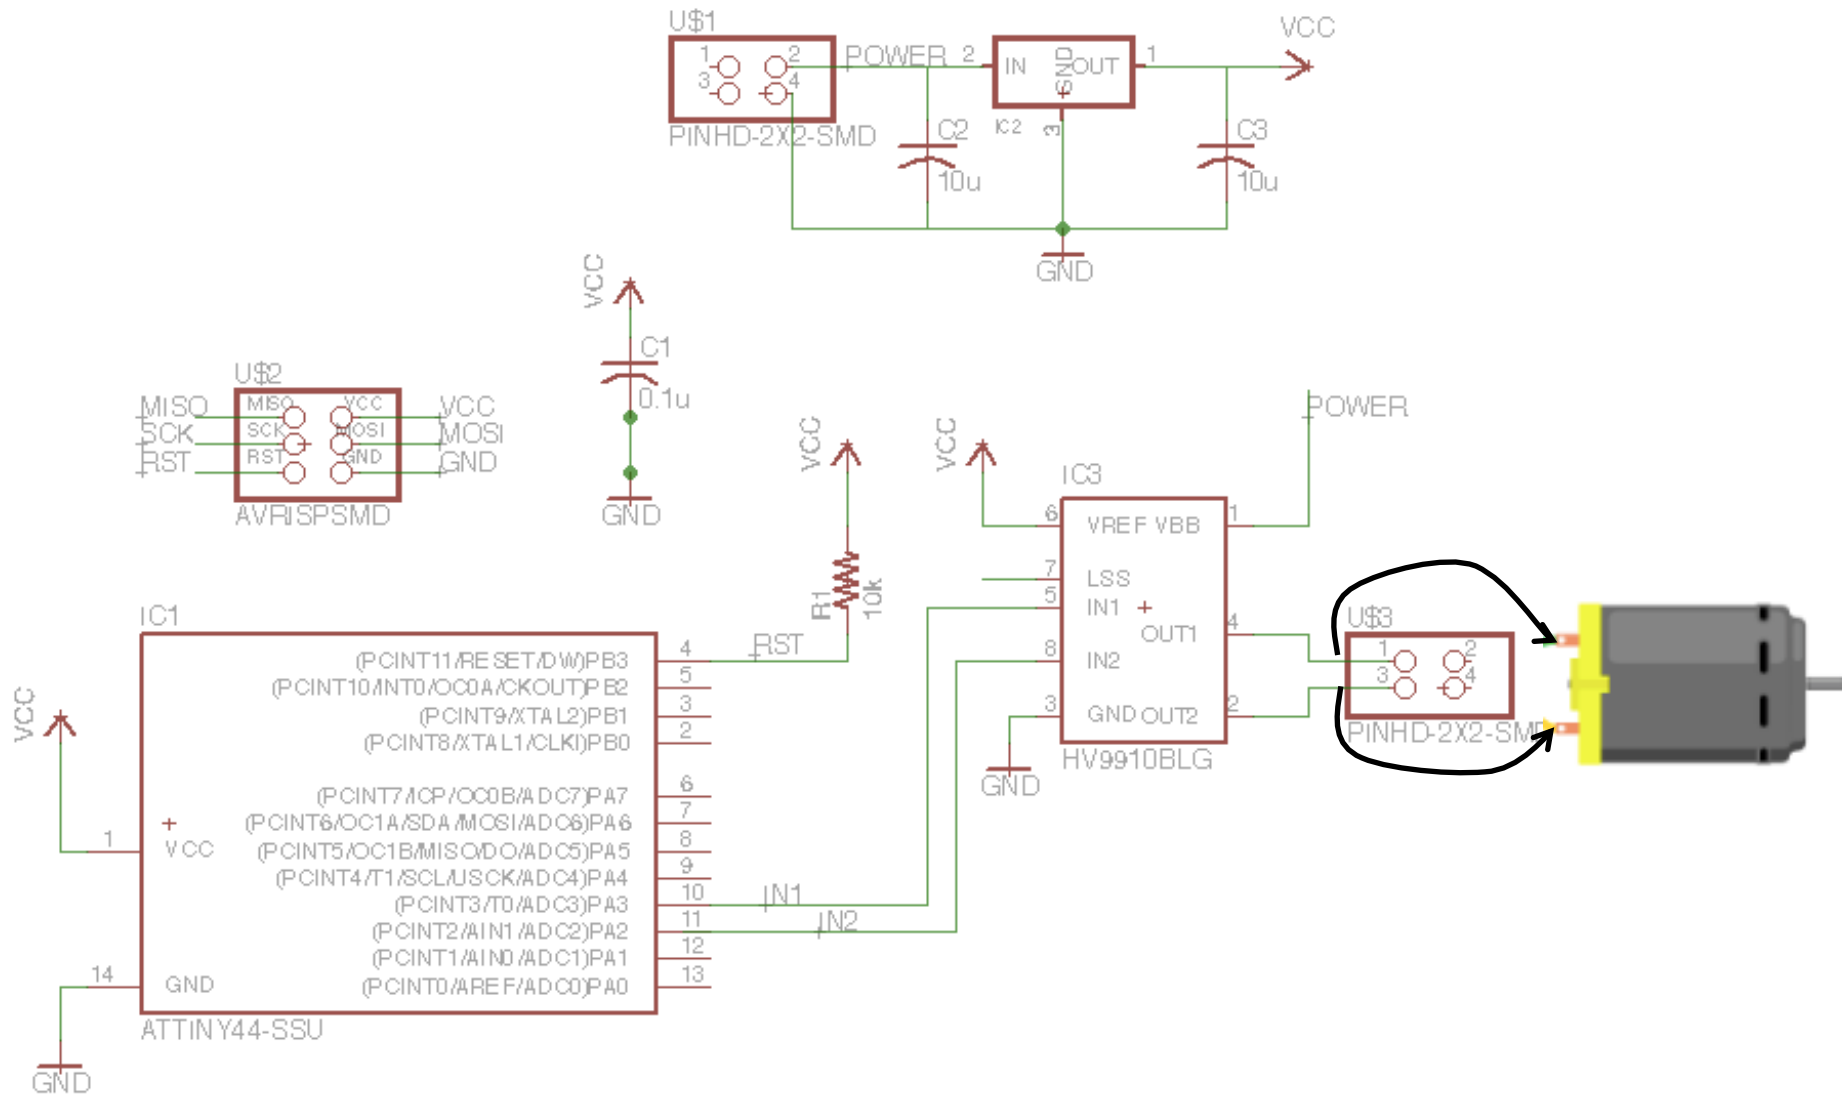 U$1
1 2
3 4
PINHD-2X2-SMD
POWER
2 IN GND OUT 1
IC2 3
VCC
C2
10u
C3
10u
GND
VCC
C1
0.1u
GND
U$2
MISO MISO VCC VCC
SCK SCK MOSI MOSI
RST RST GND GND
AVRISPSMD
VCC
R1
10k
RST
VCC
POWER
IC3
6 VREF VBB 1
7 LSS
5 IN1
OUT1 4
8 IN2
3 GND OUT2 2
HV9910BLG
GND
U$3
1 2
3 4
PINHD-2X2-SMD
IC1
(PCINT11/RESET/DW)PB3 4
(PCINT10/INT0/OC0A/CKOUT)PB2 5
(PCINT9/XTAL2)PB1 3
(PCINT8/XTAL1/CLKI)PB0 2
(PCINT7/ICP/OC0B/ADC7)PA7 6
(PCINT6/OC1A/SDA/MOSI/ADC6)PA6 7
(PCINT5/OC1B/MISO/DO/ADC5)PA5 8
(PCINT4/T1/SCL/USCK/ADC4)PA4 9
(PCINT3/T0/ADC3)PA3 10
(PCINT2/AIN1/ADC2)PA2 11
(PCINT1/AIN0/ADC1)PA1 12
(PCINT0/AREF/ADC0)PA0 13
IN1
IN2
VCC
1 VCC
14 GND
ATTINY44-SSU
GND